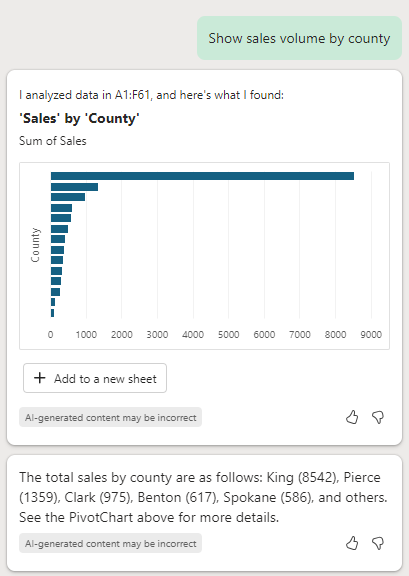 Show sales volume by county
I analyzed data in A1:F61, and here's what I found:
'Sales' by 'County'
Sum of Sales
County
0 1000 2000 3000 4000 5000 6000 7000 8000 9000
+ Add to a new sheet
AI-generated content may be incorrect
The total sales by county are as follows: King (8542), Pierce
(1359), Clark (975), Benton (617), Spokane (586), and others.
See the PivotChart above for more details.
AI-generated content may be incorrect